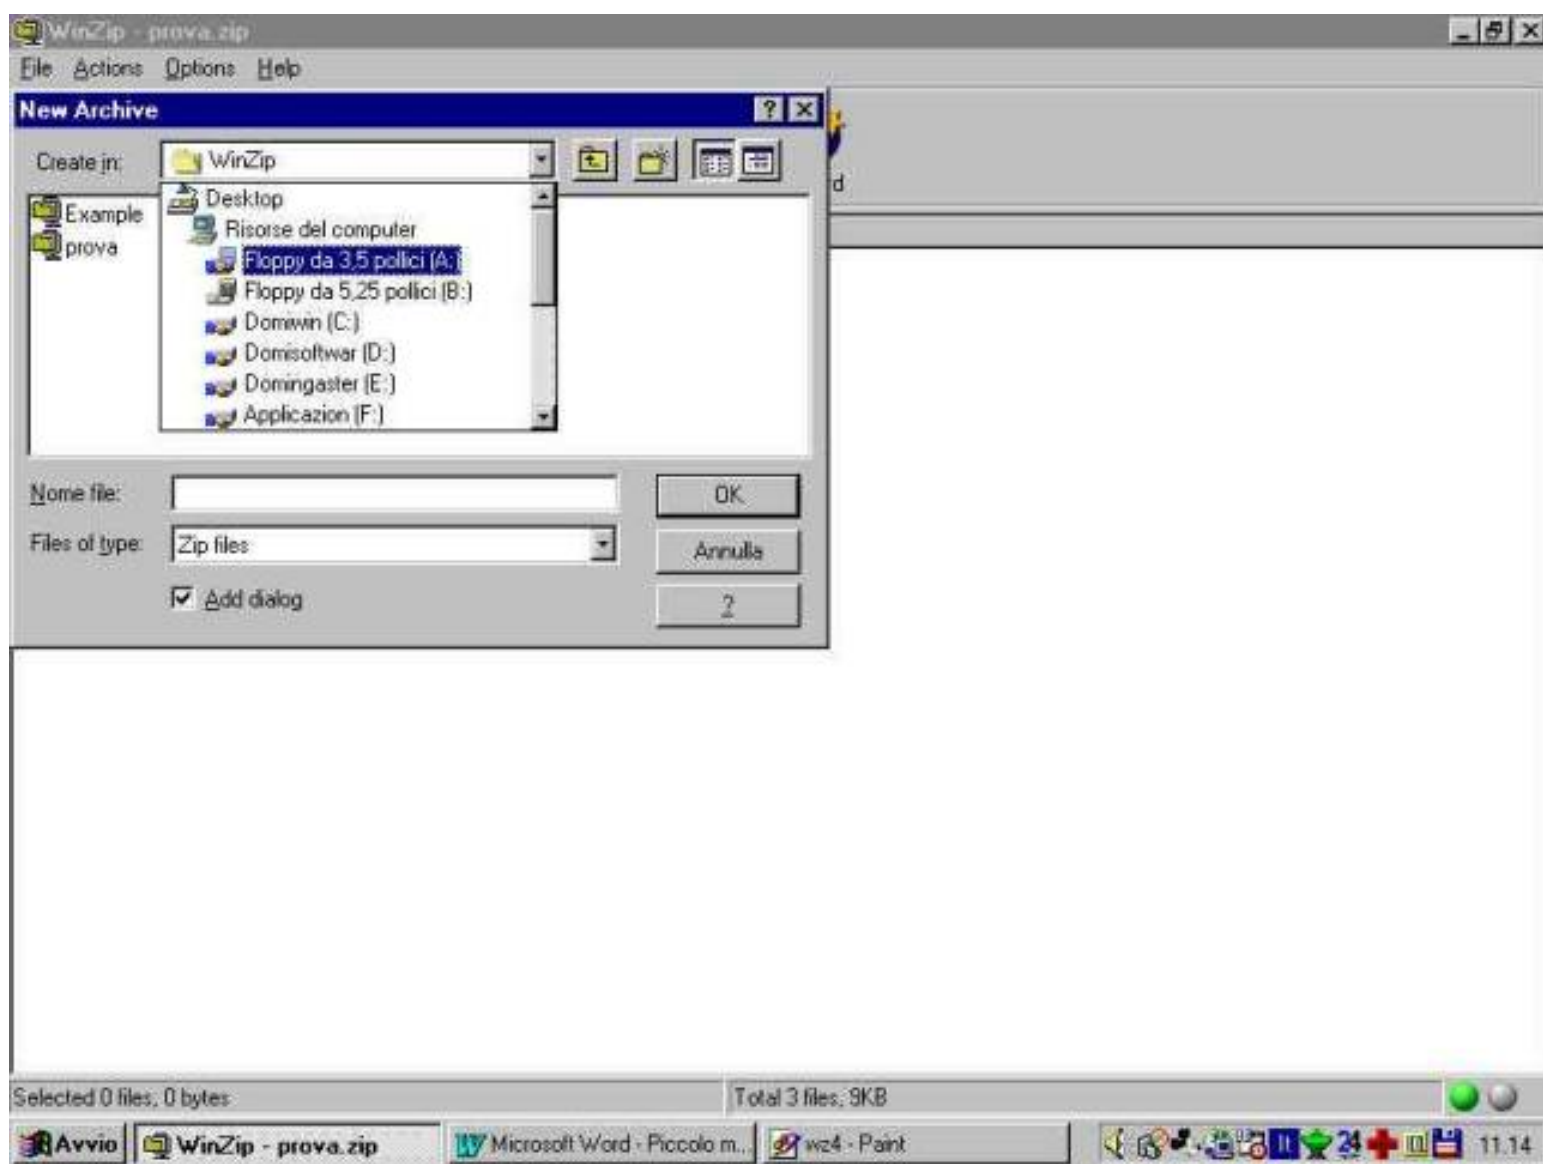 WinZip - prova.zip
File Actions Options Help
New Archive
Create in: WinZip
Desktop
Risorse del computer
Floppy da 3,5 pollici (A:)
Floppy da 5,25 pollici (B:)
Domiwin (C:)
Domisoftwar (D:)
Domingaster (E:)
Applicazion (F:)
Example
prova
d
Nome file:
OK
Files of type: Zip files
Annulla
Add dialog
?
Selected 0 files, 0 bytes
Total 3 files, 9KB
Avvio
WinZip - prova.zip
Microsoft Word - Piccolo m...
wz4 - Paint
24
11.14